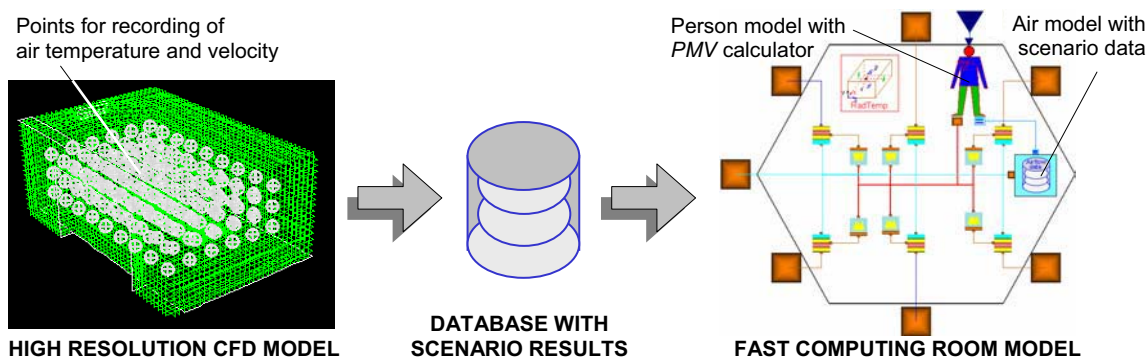 Points for recording of
air temperature and velocity
Person model with
PMV calculator
Air model with
scenario data
RadTemp
HIGH RESOLUTION CFD MODEL
DATABASE WITH
SCENARIO RESULTS
FAST COMPUTING ROOM MODEL